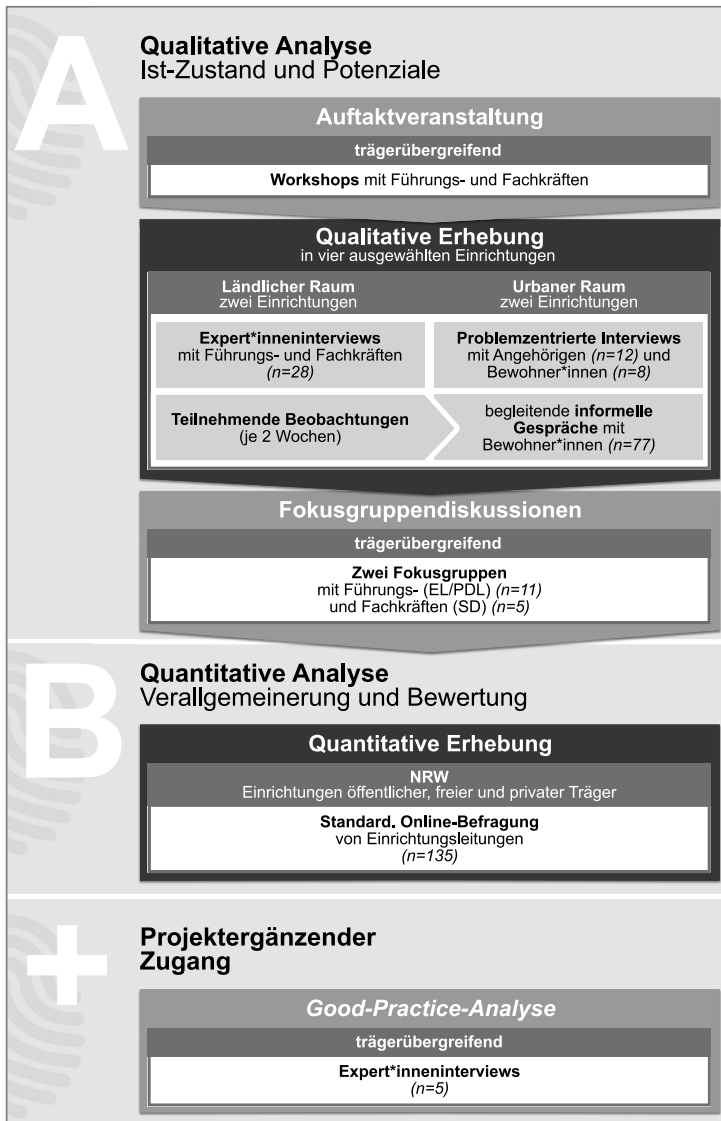 A
Qualitative Analyse
Ist-Zustand und Potenziale
Auftaktveranstaltung
trägerübergreifend
Workshops mit Führungs- und Fachkräften
Qualitative Erhebung
in vier ausgewählten Einrichtungen
Ländlicher Raum
zwei Einrichtungen
Urbaner Raum
zwei Einrichtungen
Expert*inneninterviews
mit Führungs- und Fachkräften
(n=28)
Problemzentrierte Interviews
mit Angehörigen (n=12) und
Bewohner*innen (n=8)
Teilnehmende Beobachtungen
(je 2 Wochen)
begleitende informelle
Gespräche mit
Bewohner*innen (n=77)
Fokusgruppendiskussionen
trägerübergreifend
Zwei Fokusgruppen
mit Führungs- (EL/PDL) (n=11)
und Fachkräften (SD) (n=5)
B
Quantitative Analyse
Verallgemeinerung und Bewertung
Quantitative Erhebung
NRW
Einrichtungen öffentlicher, freier und privater Träger
Standard. Online-Befragung
von Einrichtungsleitungen
(n=135)
+
Projektergänzender
Zugang
Good-Practice-Analyse
trägerübergreifend
Expert*inneninterviews
(n=5)